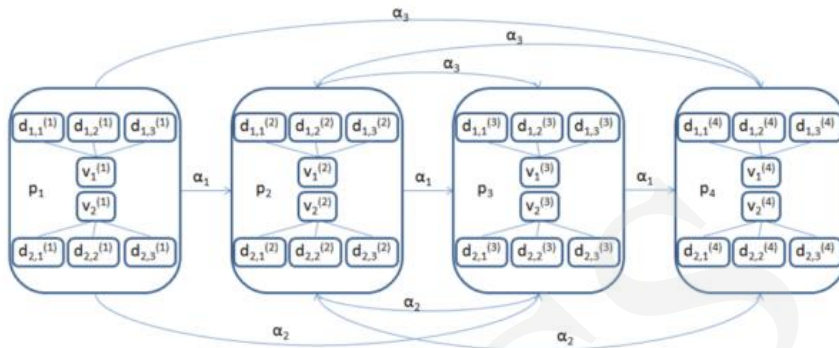 α₃
α₃
α₃
d₁,₁⁽¹⁾ d₁,₂⁽¹⁾ d₁,₃⁽¹⁾ d₁,₁⁽²⁾ d₁,₂⁽²⁾ d₁,₃⁽²⁾ d₁,₁⁽³⁾ d₁,₂⁽³⁾ d₁,₃⁽³⁾ d₁,₁⁽⁴⁾ d₁,₂⁽⁴⁾ d₁,₃⁽⁴⁾
p₁ v₁⁽¹⁾ α₁ p₂ v₁⁽²⁾ α₁ p₃ v₁⁽³⁾ α₁ p₄ v₁⁽⁴⁾
v₂⁽¹⁾ v₂⁽²⁾ v₂⁽³⁾ v₂⁽⁴⁾
d₂,₁⁽¹⁾ d₂,₂⁽¹⁾ d₂,₃⁽¹⁾ d₂,₁⁽²⁾ d₂,₂⁽²⁾ d₂,₃⁽²⁾ d₂,₁⁽³⁾ d₂,₂⁽³⁾ d₂,₃⁽³⁾ d₂,₁⁽⁴⁾ d₂,₂⁽⁴⁾ d₂,₃⁽⁴⁾
α₂
α₂ α₂